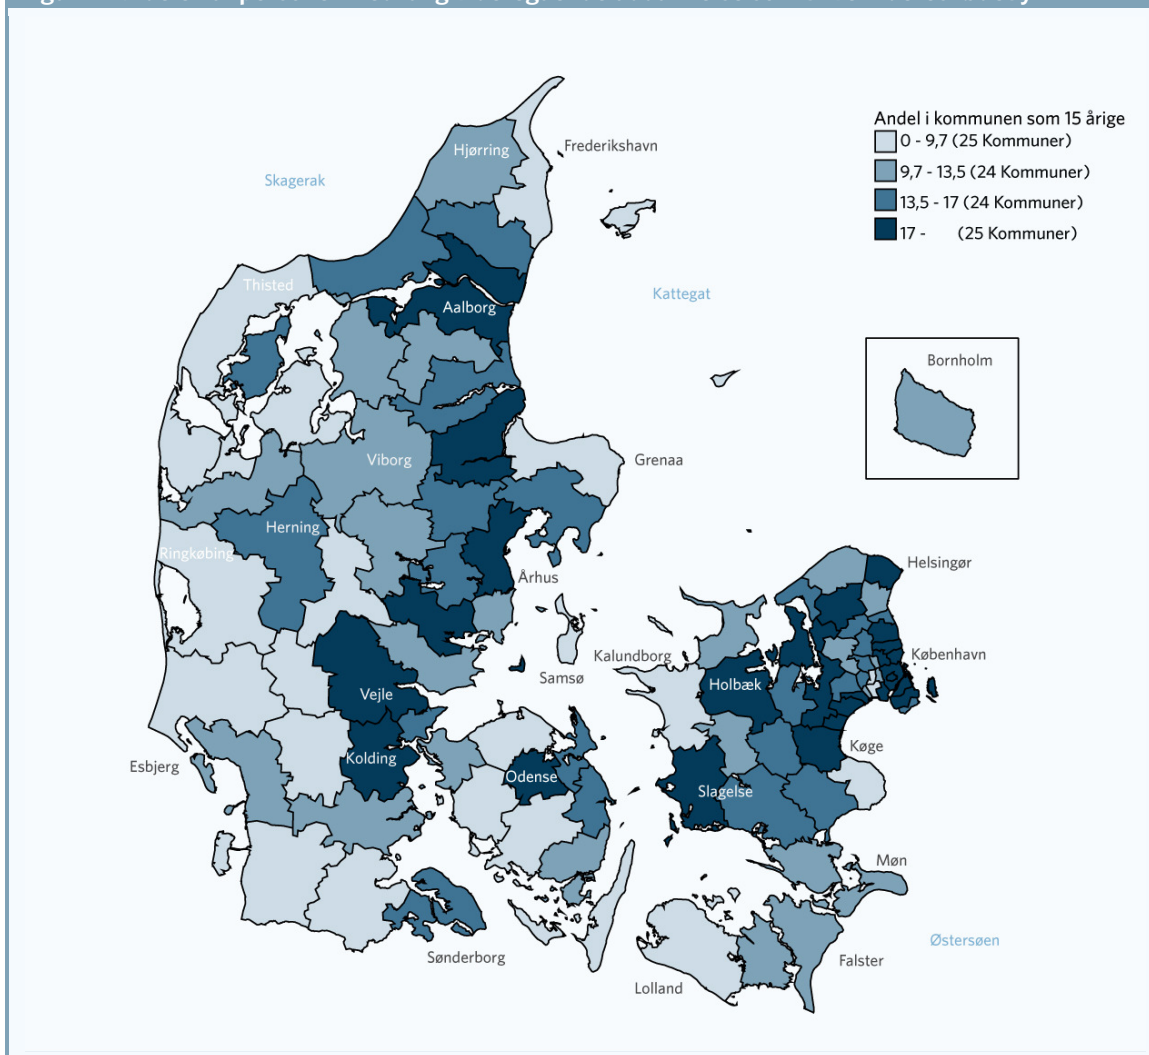 Andel i kommunen som 15 årige
0 - 9,7 (25 Kommuner)
9,7 - 13,5 (24 Kommuner)
13,5 - 17 (24 Kommuner)
17 - (25 Kommuner)
Hjørring
Frederikshavn
Skagerak
Thisted
Kattegat
Aalborg
Bornholm
Viborg
Grenaa
Herning
Ringkøbing
Helsingør
Århus
Kalundborg
København
Samsø
Holbæk
Vejle
Køge
Kolding
Esbjerg
Odense
Slagelse
Møn
Østersøen
Sønderborg
Falster
Lolland